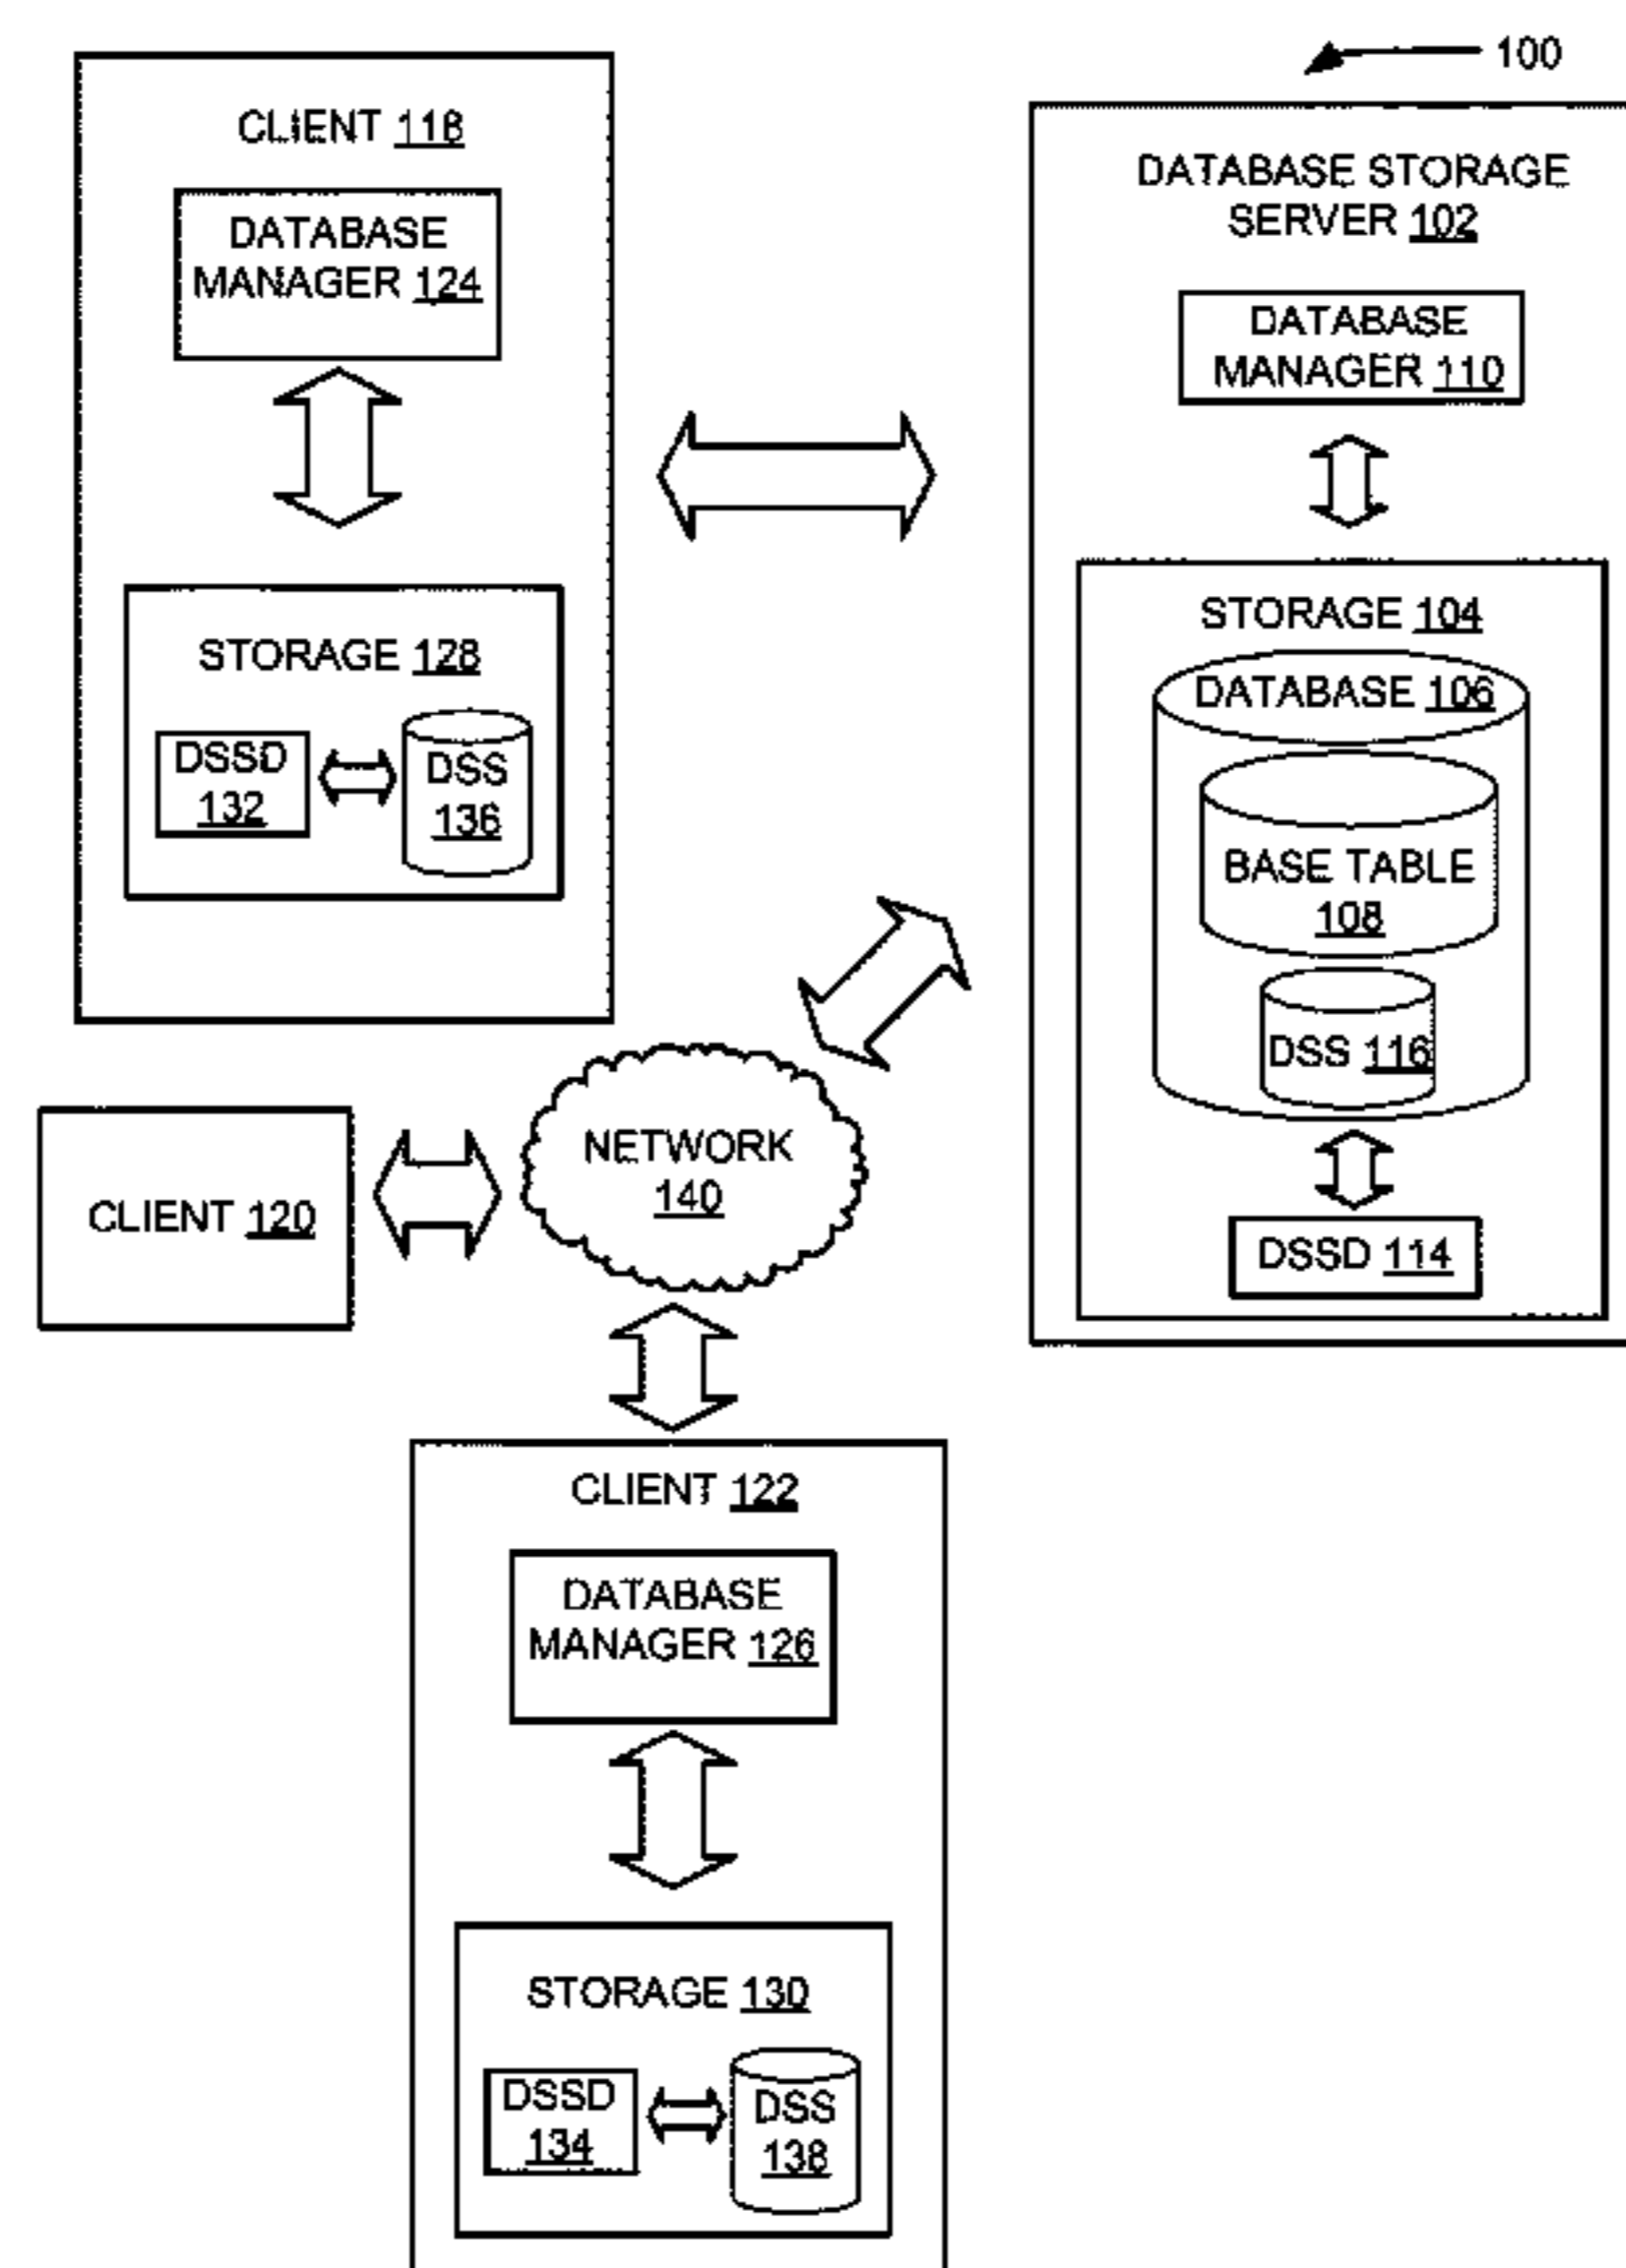 100
CLIENT 118
DATABASE
MANAGER 124
STORAGE 128
DSSD
132
DSS
136
DATABASE STORAGE
SERVER 102
DATABASE
MANAGER 110
STORAGE 104
DATABASE 106
BASE TABLE
108
DSS 116
DSSD 114
NETWORK
140
CLIENT 120
CLIENT 122
DATABASE
MANAGER 126
STORAGE 130
DSSD
134
DSS
138